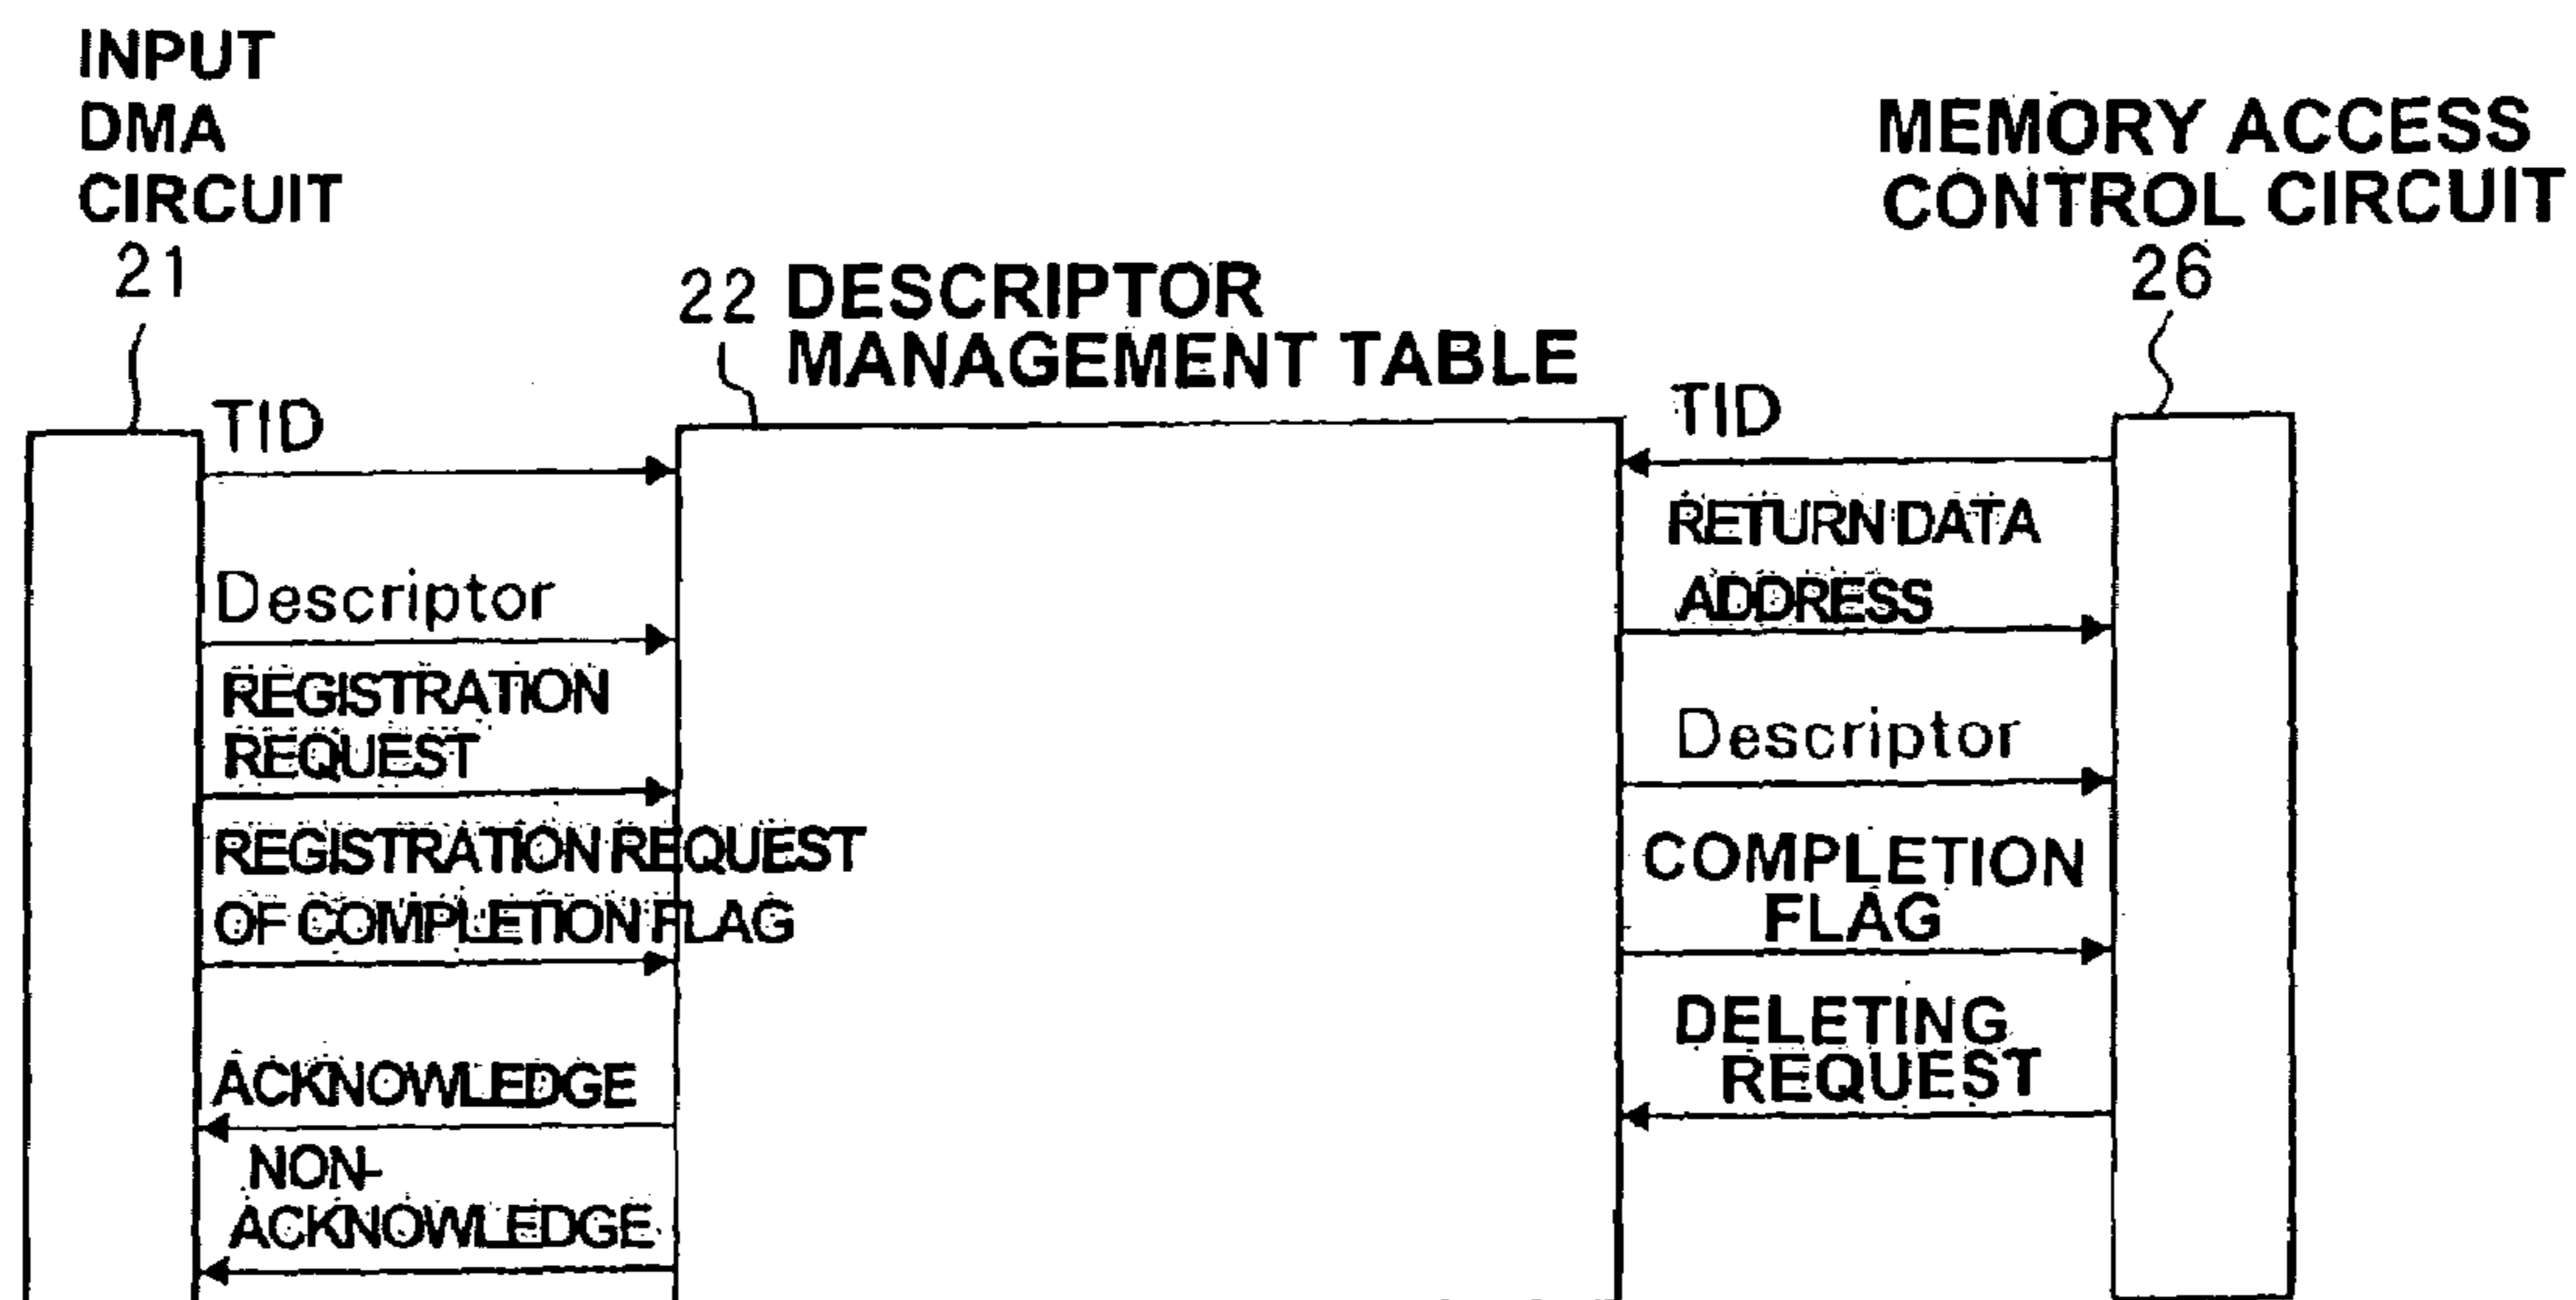 INPUT
DMA
CIRCUIT
21
22 DESCRIPTOR
MANAGEMENT TABLE
MEMORY ACCESS
CONTROL CIRCUIT
26
TID
Descriptor
REGISTRATION
REQUEST
REGISTRATION REQUEST
OF COMPLETION FLAG
ACKNOWLEDGE
NON-
ACKNOWLEDGE
TID
RETURN DATA
ADDRESS
Descriptor
COMPLETION
FLAG
DELETING
REQUEST